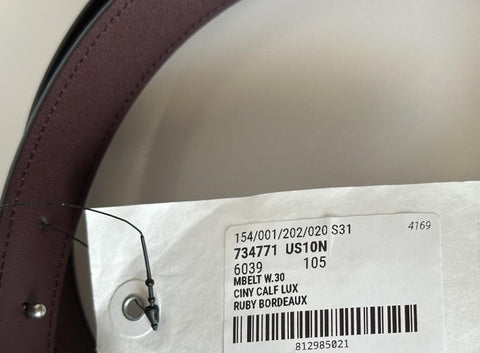 154/001/202/020 S31 4169
734771 US10N
6039 105
MBELT W.30
CINY CALF LUX
RUBY BORDEAUX
812985021